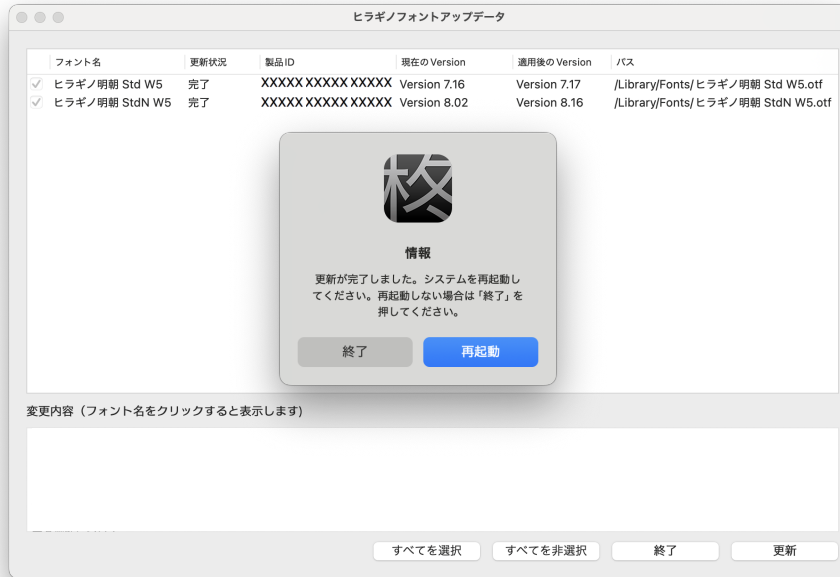 ヒラギノフォントアップデータ
フォント名 更新状況 製品ID 現在のVersion 適用後のVersion パス
ヒラギノ明朝 Std W5 完了 XXXXX XXXXX XXXXX Version 7.16 Version 7.17 /Library/Fonts/ヒラギノ明朝 Std W5.otf
ヒラギノ明朝 StdN W5 完了 XXXXX XXXXX XXXXX Version 8.02 Version 8.16 /Library/Fonts/ヒラギノ明朝 StdN W5.otf
柊
情報
更新が完了しました。システムを再起動し
てください。再起動しない場合は「終了」を
押してください。
終了 再起動
変更内容（フォント名をクリックすると表示します)
すべてを選択 すべてを非選択 終了 更新